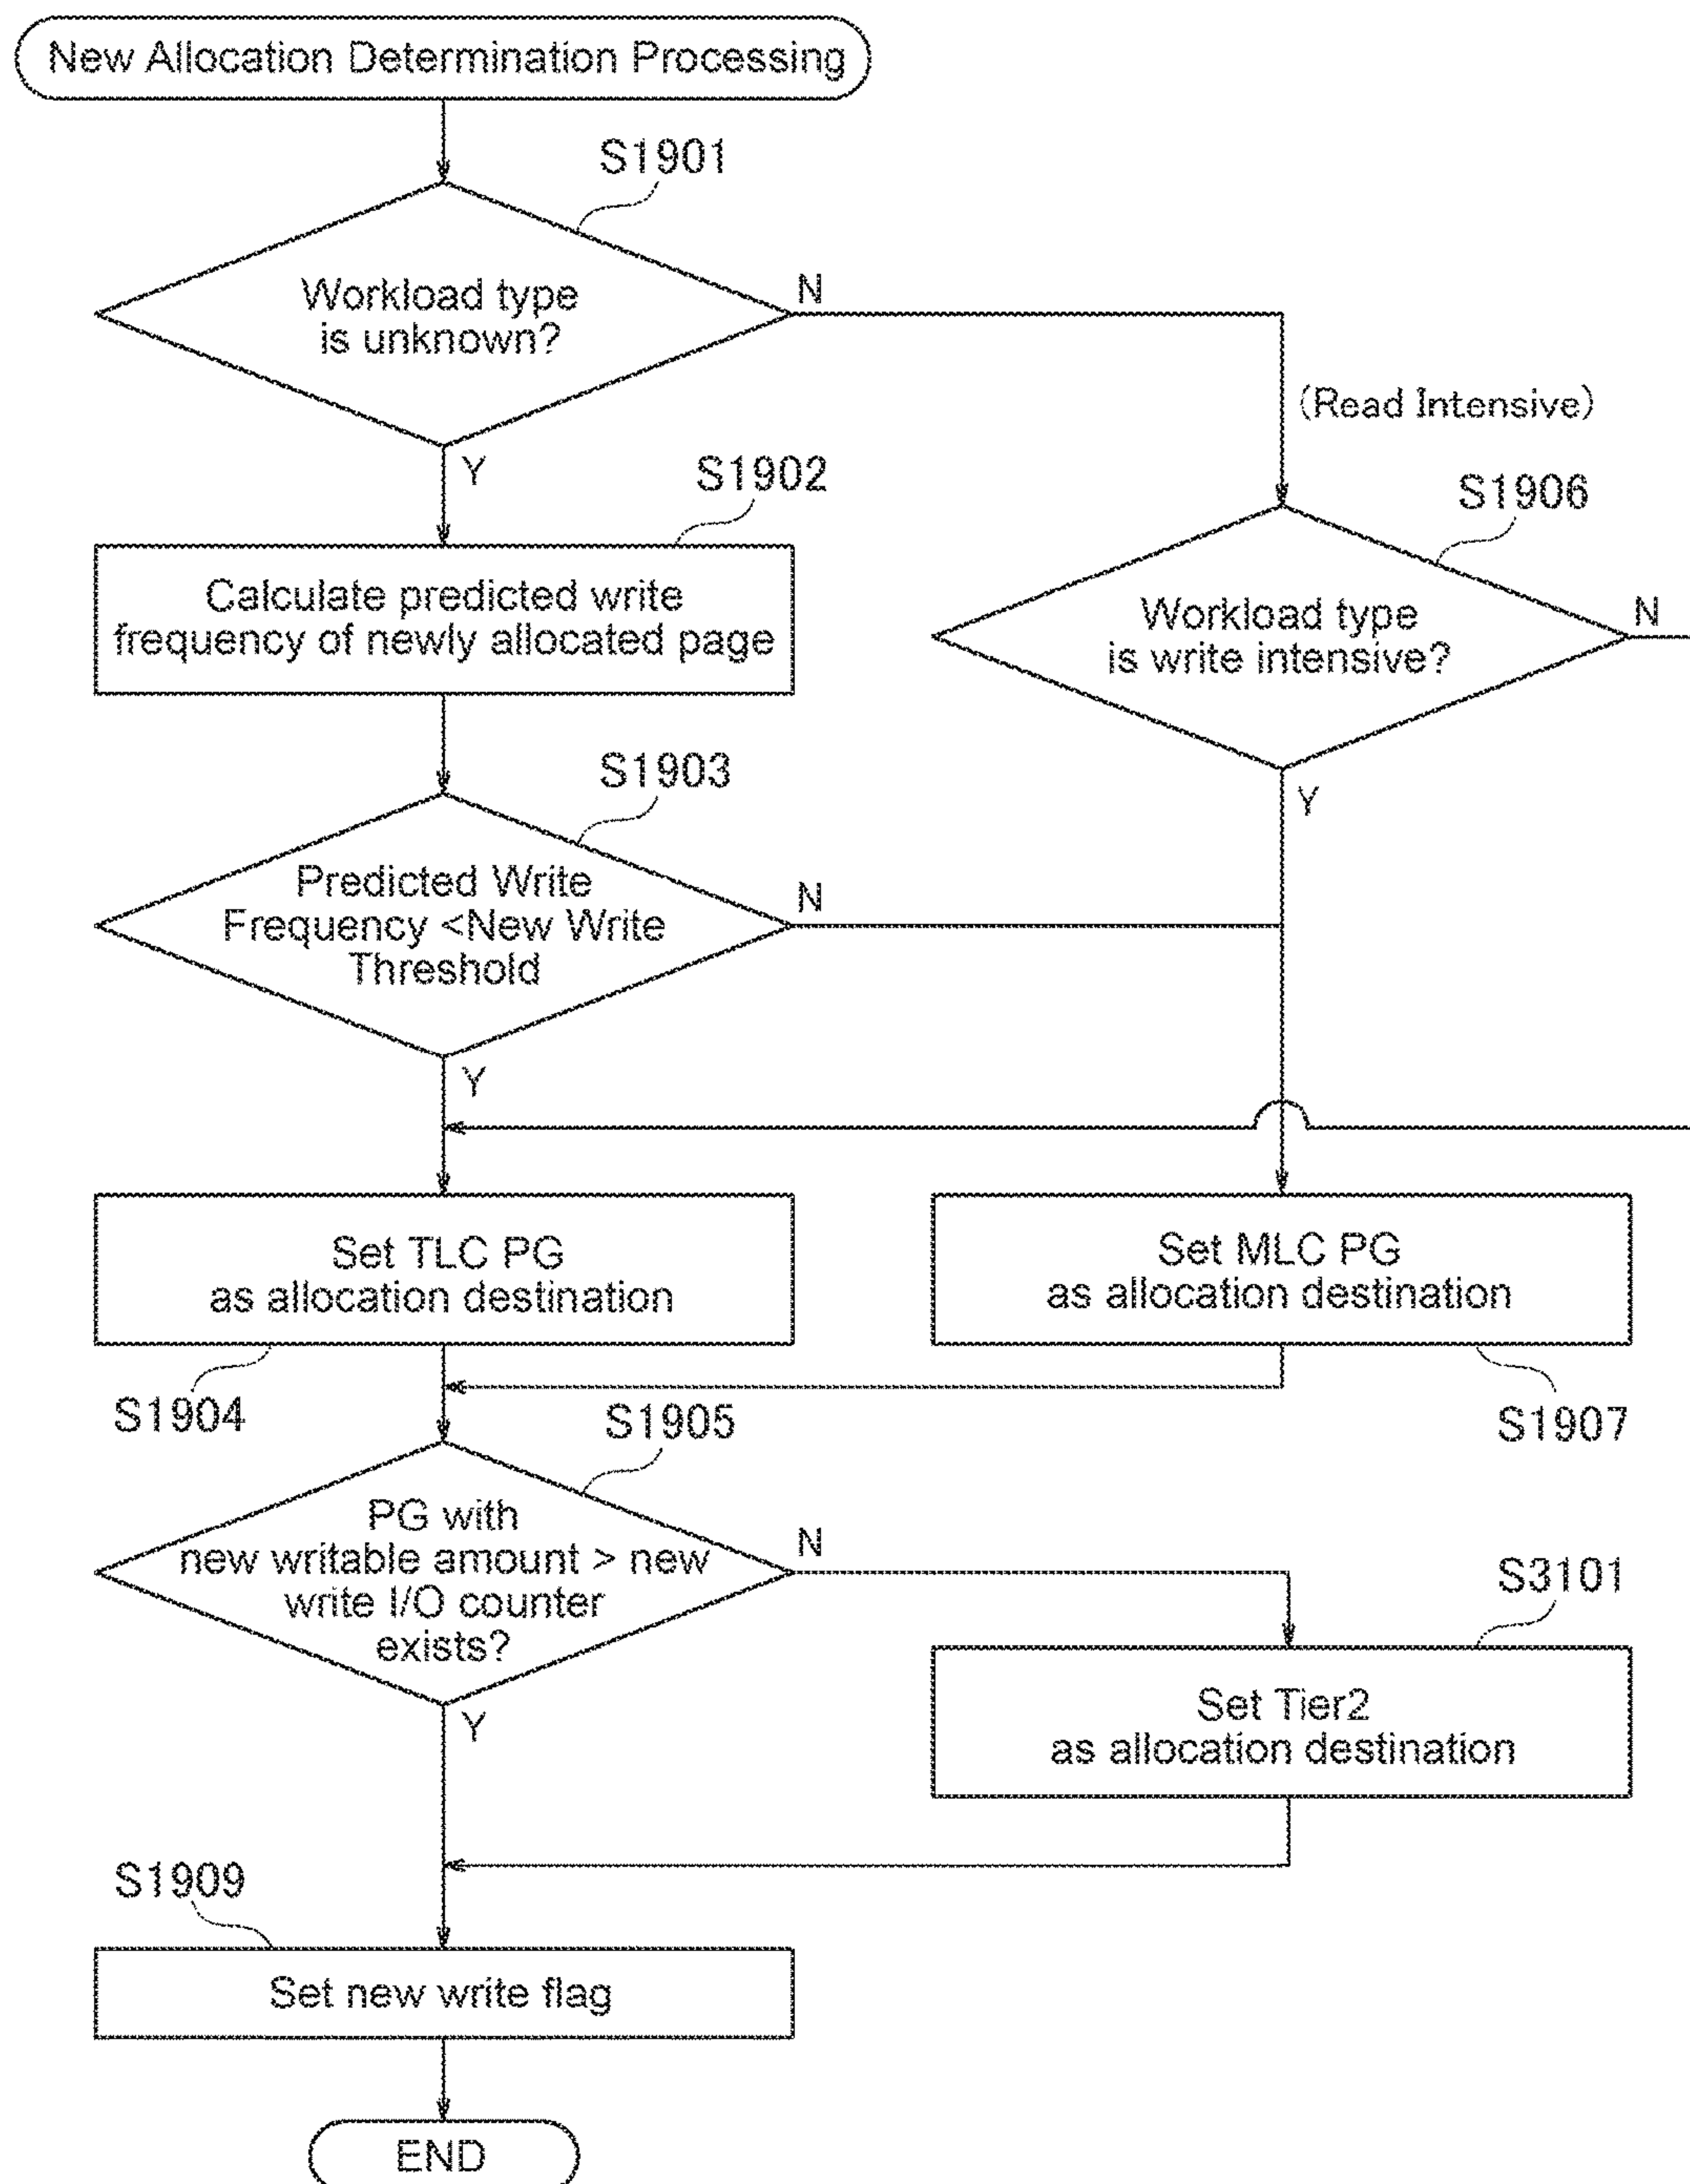 New Allocation Determination Processing
S1901
Workload type
is unknown?
N
Y
(Read Intensive)
S1902
Calculate predicted write
frequency of newly allocated page
S1906
Workload type
is write intensive?
N
Y
S1903
Predicted Write
Frequency <New Write
Threshold
N
Y
Set TLC PG
as allocation destination
S1904
Set MLC PG
as allocation destination
S1907
S1905
PG with
new writable amount > new
write I/O counter
exists?
N
Y
S3101
Set Tier2
as allocation destination
S1909
Set new write flag
END